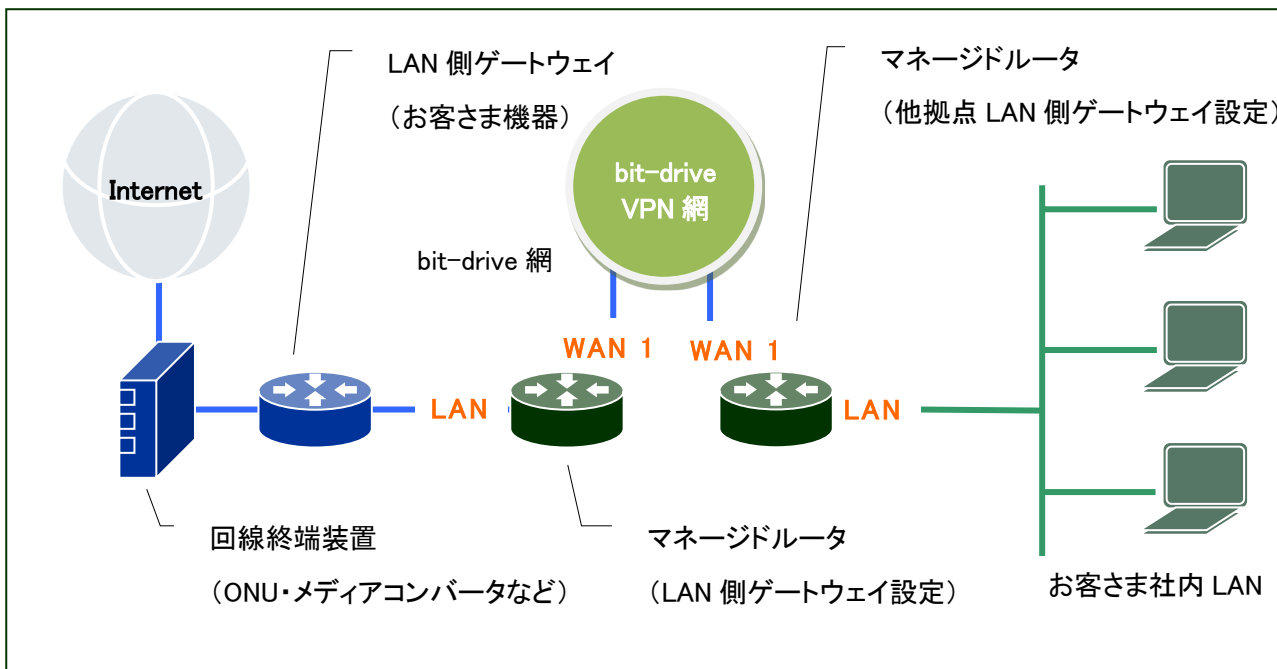 LAN 側ゲートウェイ
（お客さま機器）
マネージドルータ
（他拠点 LAN 側ゲートウェイ設定）
Internet
bit-drive
VPN 網
bit-drive 網
WAN 1
WAN 1
LAN
LAN
回線終端装置
（ONU・メディアコンバータなど）
マネージドルータ
（LAN 側ゲートウェイ設定）
お客さま社内 LAN